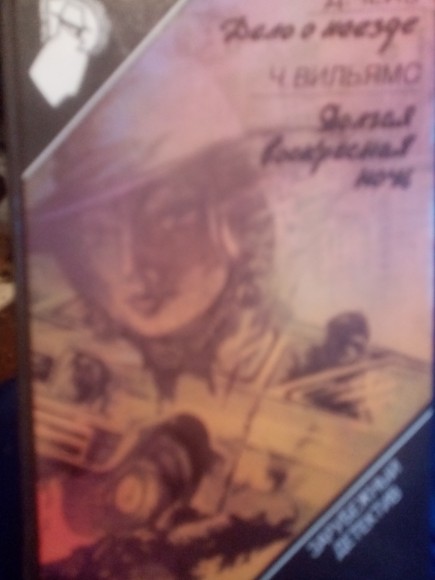 Дело о поезде
Ч. ВИЛЬЯМС
Долгая
воскресная
ночь
ЗАРУБЕЖНЫЙ
ДЕТЕКТИВ